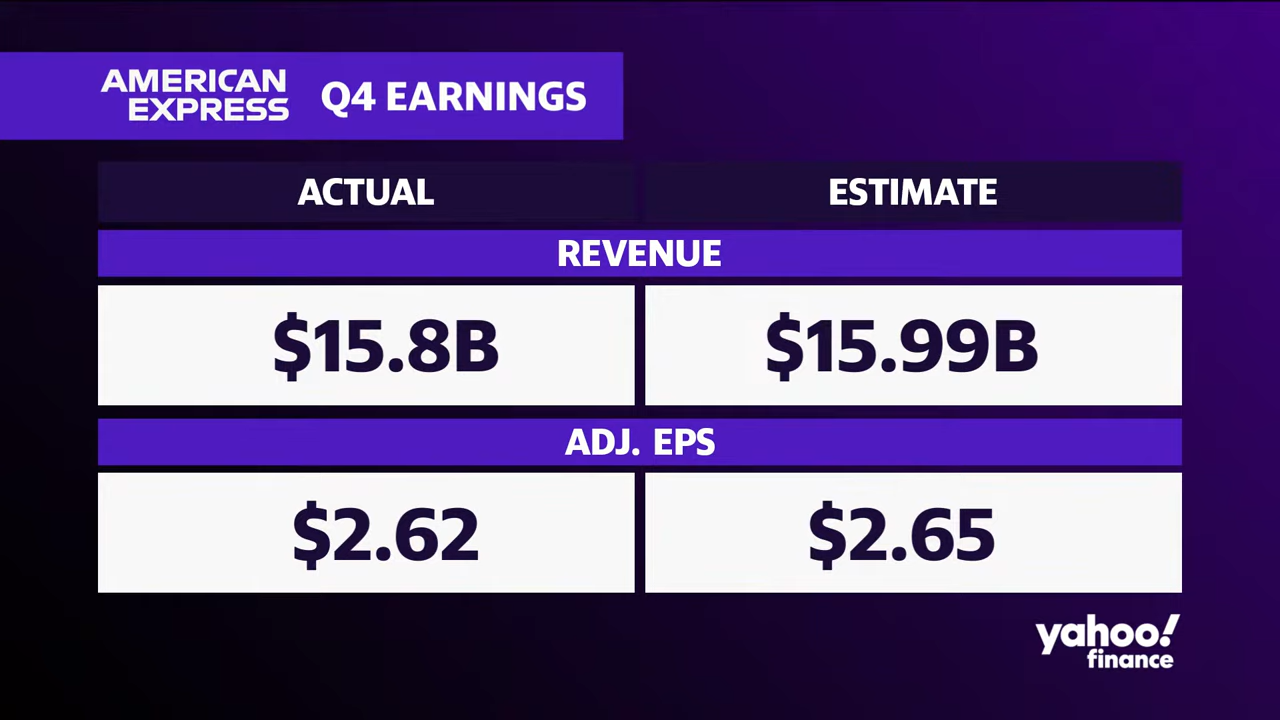 AMERICAN
EXPRESS
Q4 EARNINGS
ACTUAL
ESTIMATE
REVENUE
$15.8B
$15.99B
ADJ. EPS
$2.62
$2.65
yahoo!
finance